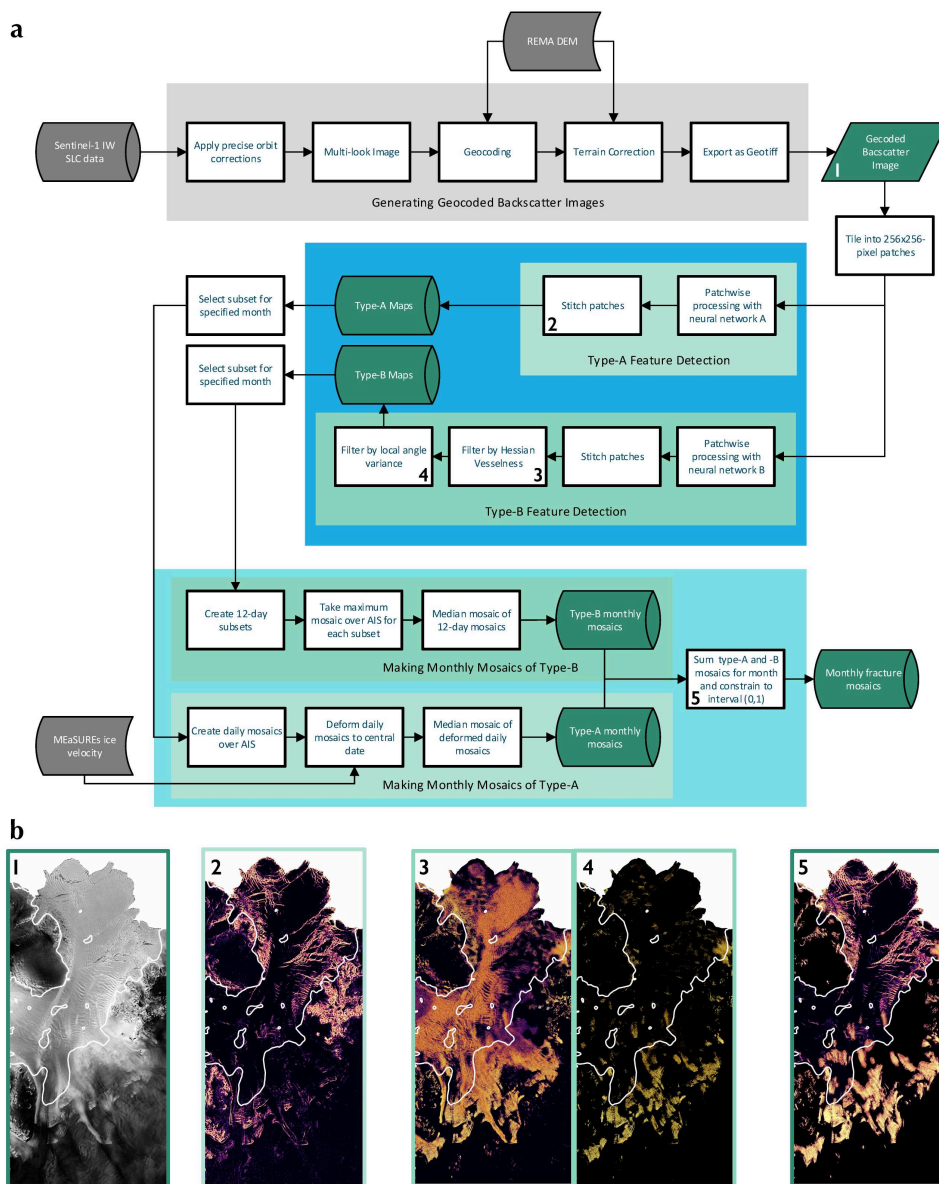 a
REMA DEM
Sentinel-1 IW
SLC data
Apply precise orbit
corrections
Multi-look Image
Geocoding
Terrain Correction
Export as Geotiff
Gecoded
Bacscatter
Image
1
Generating Geocoded Backscatter Images
Tile into 256x256-
pixel patches
Select subset for
specified month
Type-A Maps
Stitch patches
2
Patchwise
processing with
neural network A
Type-A Feature Detection
Select subset for
specified month
Type-B Maps
Filter by local angle
variance
4
Filter by Hessian
Vesselness
3
Stitch patches
Patchwise
processing with
neural network B
Type-B Feature Detection
Create 12-day
subsets
Take maximum
mosaic over AIS for
each subset
Median mosaic of
12-day mosaics
Type-B monthly
mosaics
Making Monthly Mosaics of Type-B
Sum type-A and -B
mosaics for month
and constrain to
interval (0,1)
5
Monthly fracture
mosaics
MEaSUREs ice
velocity
Create daily mosaics
over AIS
Deform daily
mosaics to central
date
Median mosaic of
deformed daily
mosaics
Type-A monthly
mosaics
Making Monthly Mosaics of Type-A
b
1
2
3
4
5